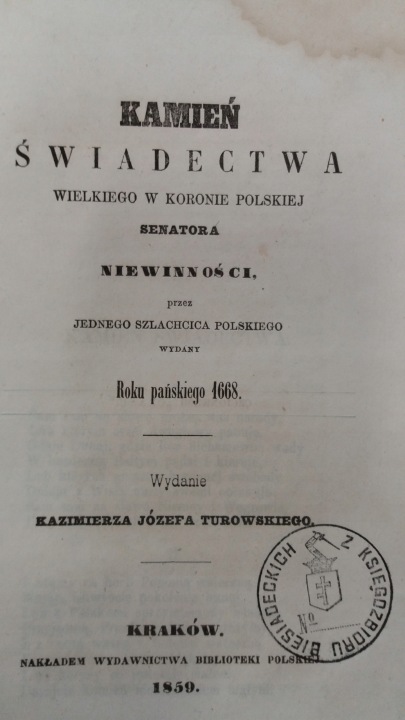 KAMIEŃ
ŚWIADECTWA
WIELKIEGO W KORONIE POLSKIEJ
SENATORA
NIEWINNOŚCI,
przez
JEDNEGO SZLACHCICA POLSKIEGO
WYDANY
Roku pańskiego 1668.
Wydanie
KAZIMIERZA JÓZEFA TUROWSKIEGO.
Z KSIĘGOZBIORU BIESIADECKICH
No
KRAKÓW.
NAKŁADEM WYDAWNICTWA BIBLIOTEKI POLSKIEJ
1859.